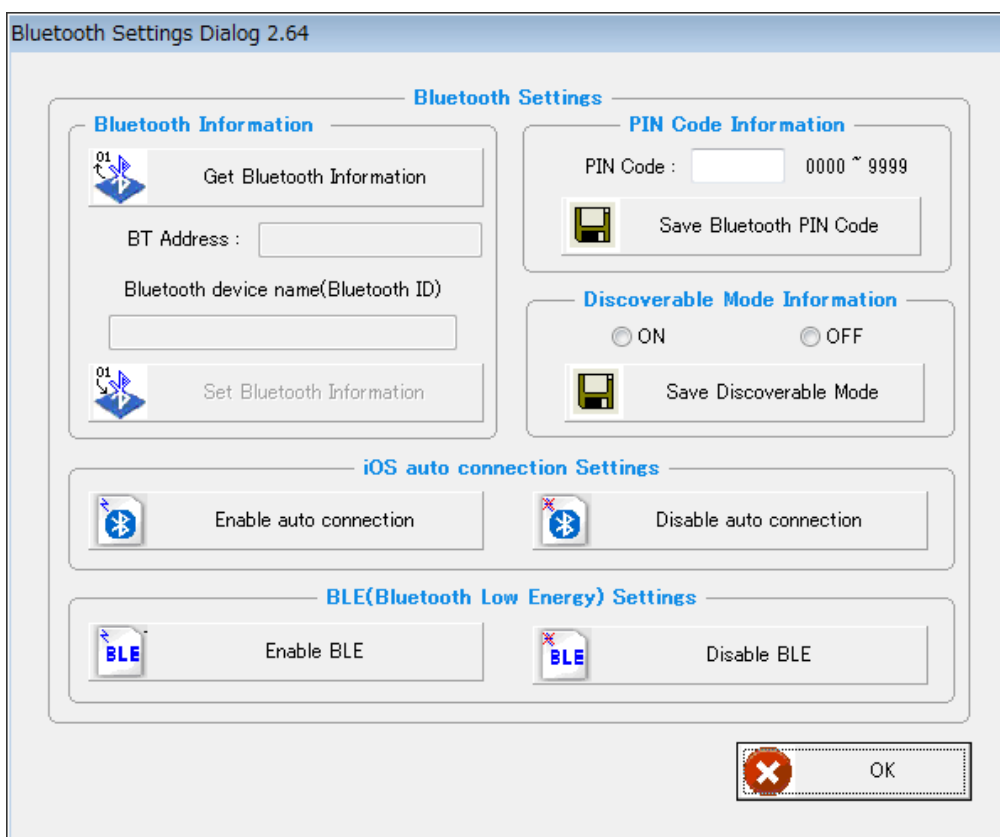 Bluetooth Settings Dialog 2.64
Bluetooth Settings
Bluetooth Information
01
Get Bluetooth Information
BT Address :
Bluetooth device name(Bluetooth ID)
01
Set Bluetooth Information
PIN Code Information
PIN Code :
0000 ~ 9999
Save Bluetooth PIN Code
Discoverable Mode Information
ON
OFF
Save Discoverable Mode
iOS auto connection Settings
Enable auto connection
Disable auto connection
BLE(Bluetooth Low Energy) Settings
BLE
Enable BLE
BLE
Disable BLE
OK